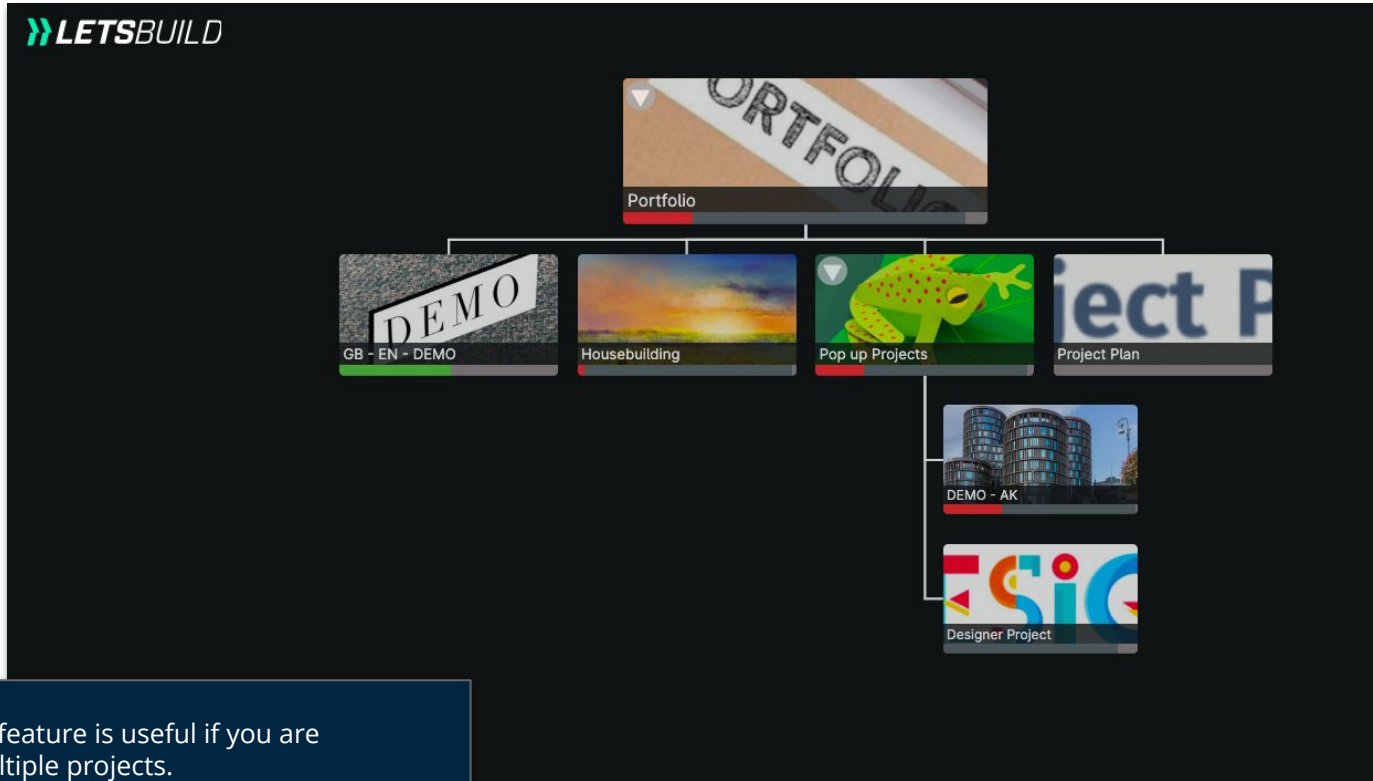 LETSBUILD
ORTFOLIO
Portfolio
DEMO
ject P
GB - EN - DEMO
Housebuilding
Pop up Projects
Project Plan
DEMO - AK
ESiG
Designer Project
feature is useful if you are
ltiple projects.